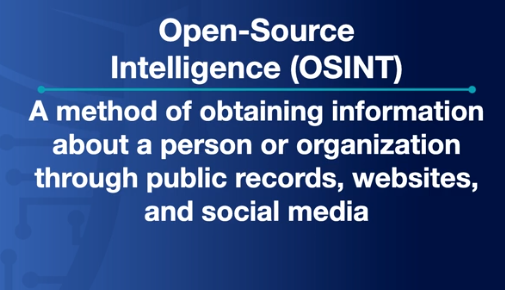 Open-Source
Intelligence (OSINT)
A method of obtaining information
about a person or organization
through public records, websites,
and social media